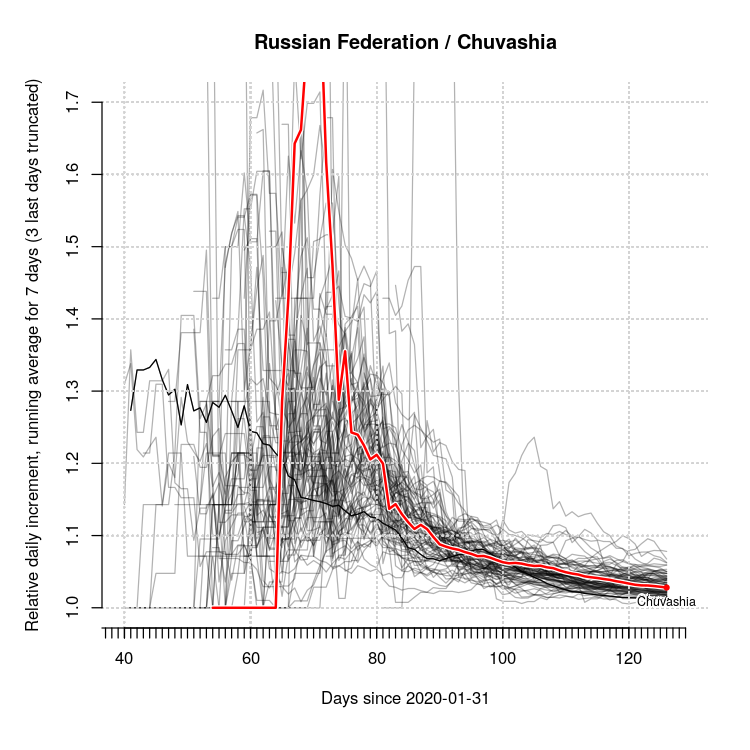 Russian Federation / Chuvashia
Relative daily increment, running average for 7 days (3 last days truncated)
1.7
1.6
1.5
1.4
1.3
1.2
1.1
1.0
Chuvashia
40 60 80 100 120
Days since 2020-01-31